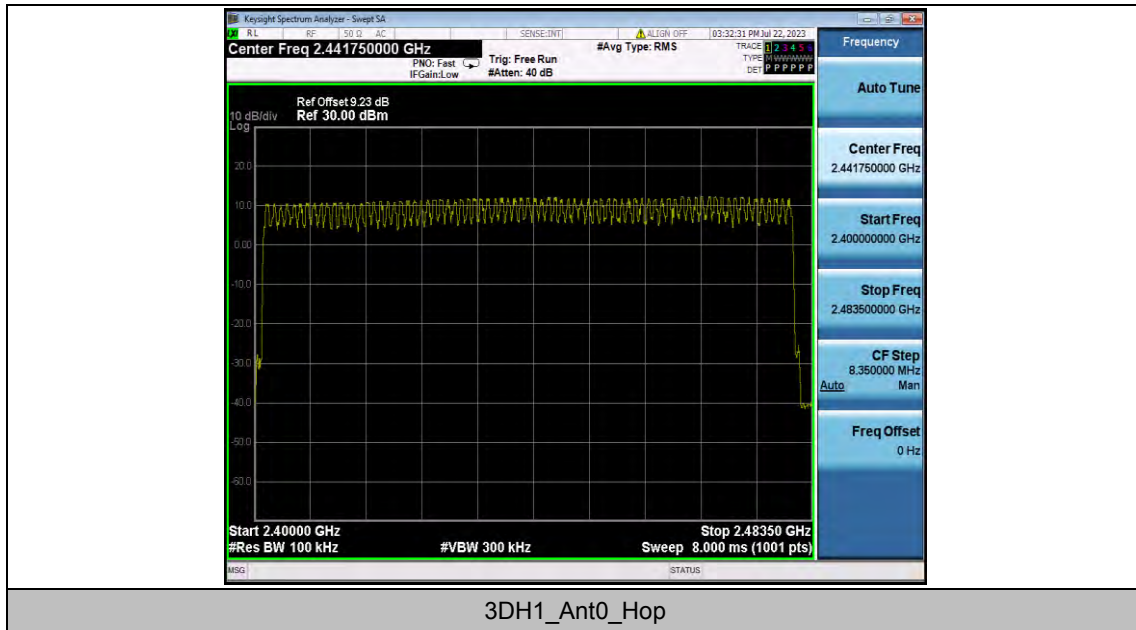 Keysight Spectrum Analyzer - Swept SA
RL RF 50 Ω AC SENSE:INT ALIGN OFF 03:32:31 PM Jul 22, 2023
Center Freq 2.441750000 GHz
#Avg Type: RMS
TRACE 1 2 3 4 5 6
PNO: Fast Trig: Free Run
TYPE M WWWWW
IFGain:Low #Atten: 40 dB
DET P P P P P P
Ref Offset 9.23 dB
10 dB/div Ref 30.00 dBm
Log
20.0
10.0
0.00
-10.0
-20.0
-30.0
-40.0
-50.0
-60.0
Start 2.40000 GHz Stop 2.48350 GHz
#Res BW 100 kHz #VBW 300 kHz Sweep 8.000 ms (1001 pts)
MSG STATUS
Frequency
Auto Tune
Center Freq
2.441750000 GHz
Start Freq
2.400000000 GHz
Stop Freq
2.483500000 GHz
CF Step
8.350000 MHz
Auto Man
Freq Offset
0 Hz
3DH1_Ant0_Hop